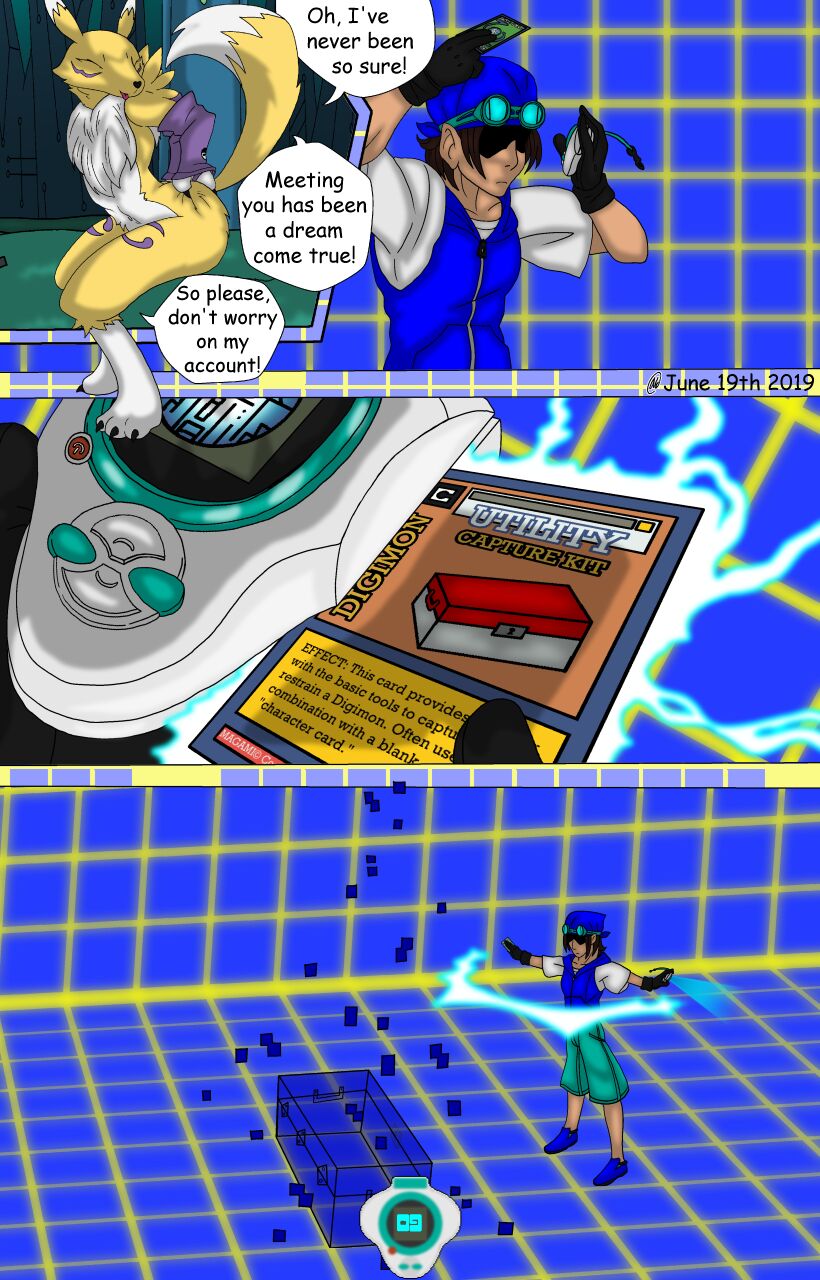 Oh, I've
never been
so sure!
Meeting
you has been
a dream
come true!
So please,
don't worry
on my
account!
June 19th 2019
C
UTILITY
CAPTURE KIT
DIGIMON
EFFECT: This card provides
with the basic tools to captu
restrain a Digimon. Often use
combination with a blank
"character card."
MAGAMI© Co